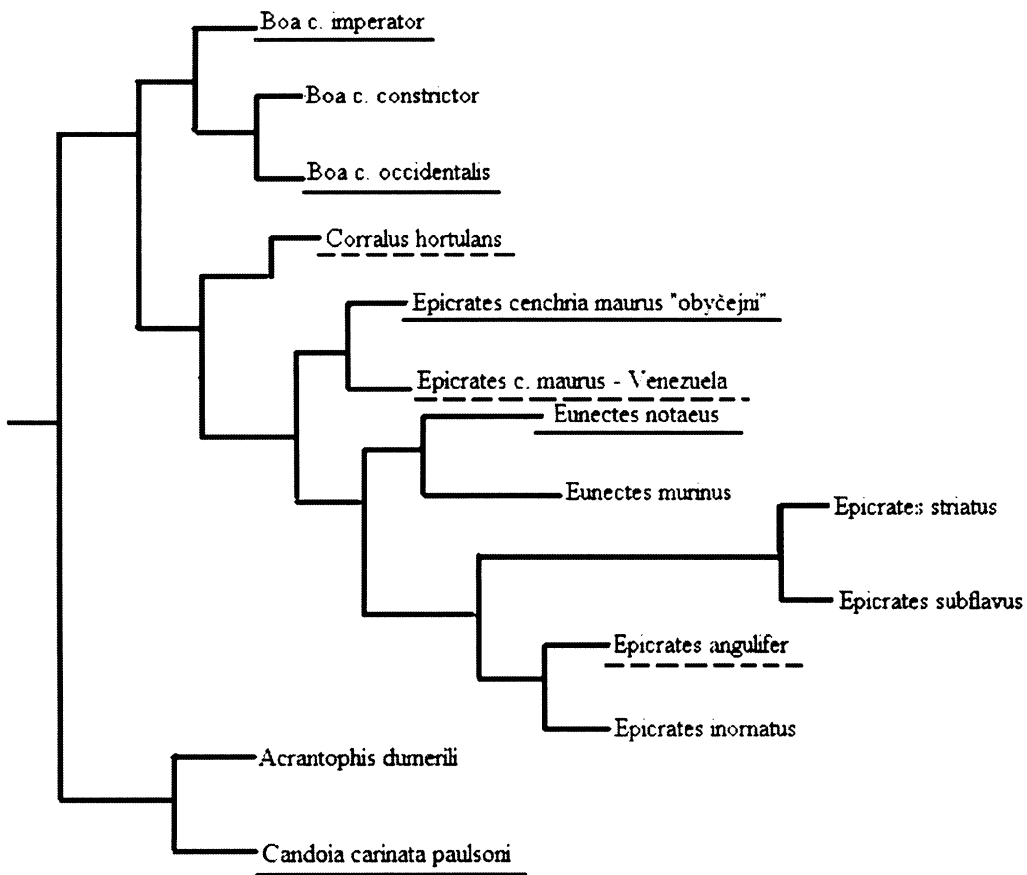 Boa c. imperator
Boa c. constrictor
Boa c. occidentalis
Corralus hortulans
Epicrates cenchria maurus "obyčejni"
Epicrates c. maurus - Venezuela
Eunectes notaeus
Eunectes murinus
Epicrates striatus
Epicrates subflavus
Epicrates angulifer
Epicrates inornatus
Acrantophis dumerili
Candoia carinata paulsoni